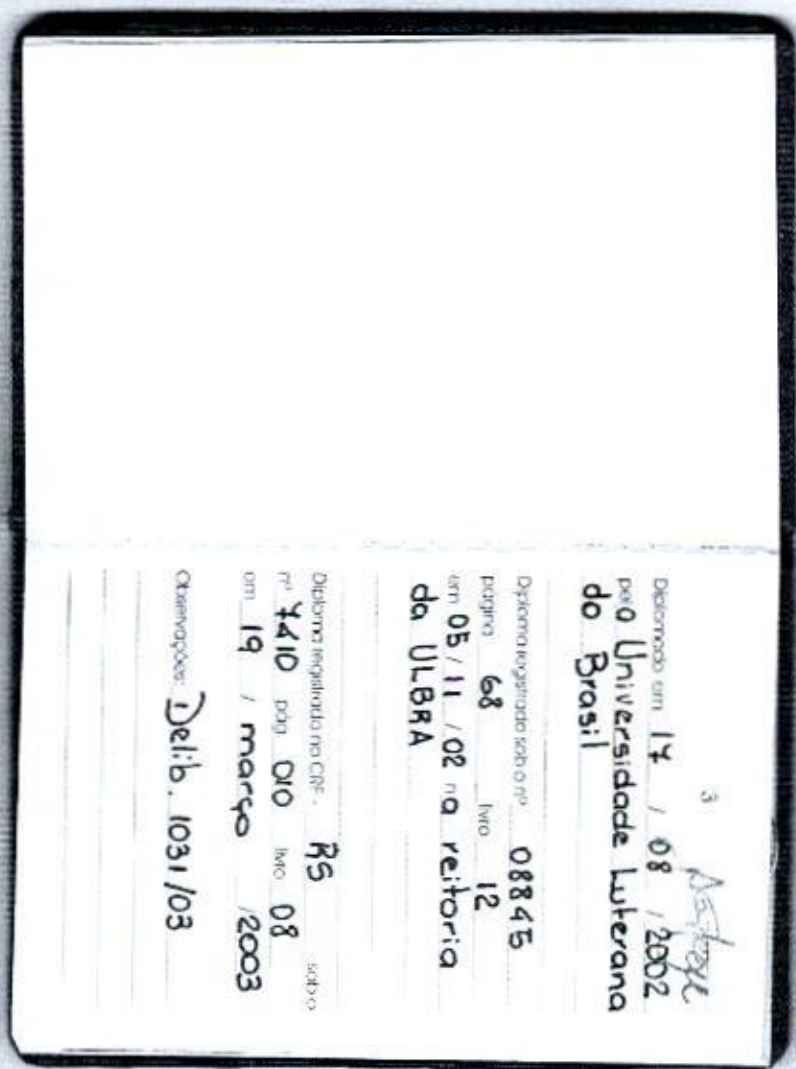 3
Diplomado em 17 / 08 / 2002
pela Universidade Luterana
do Brasil
Diploma registrado sob o nº 08845
página 68 livro 12
em 05 / 11 / 02 na reitoria
da ULBRA
Diploma registrado no CRF - RS sob o
nº 7410 pág 010 livro 08
em 19 / março / 2003
Observações: Delib. 1031/03